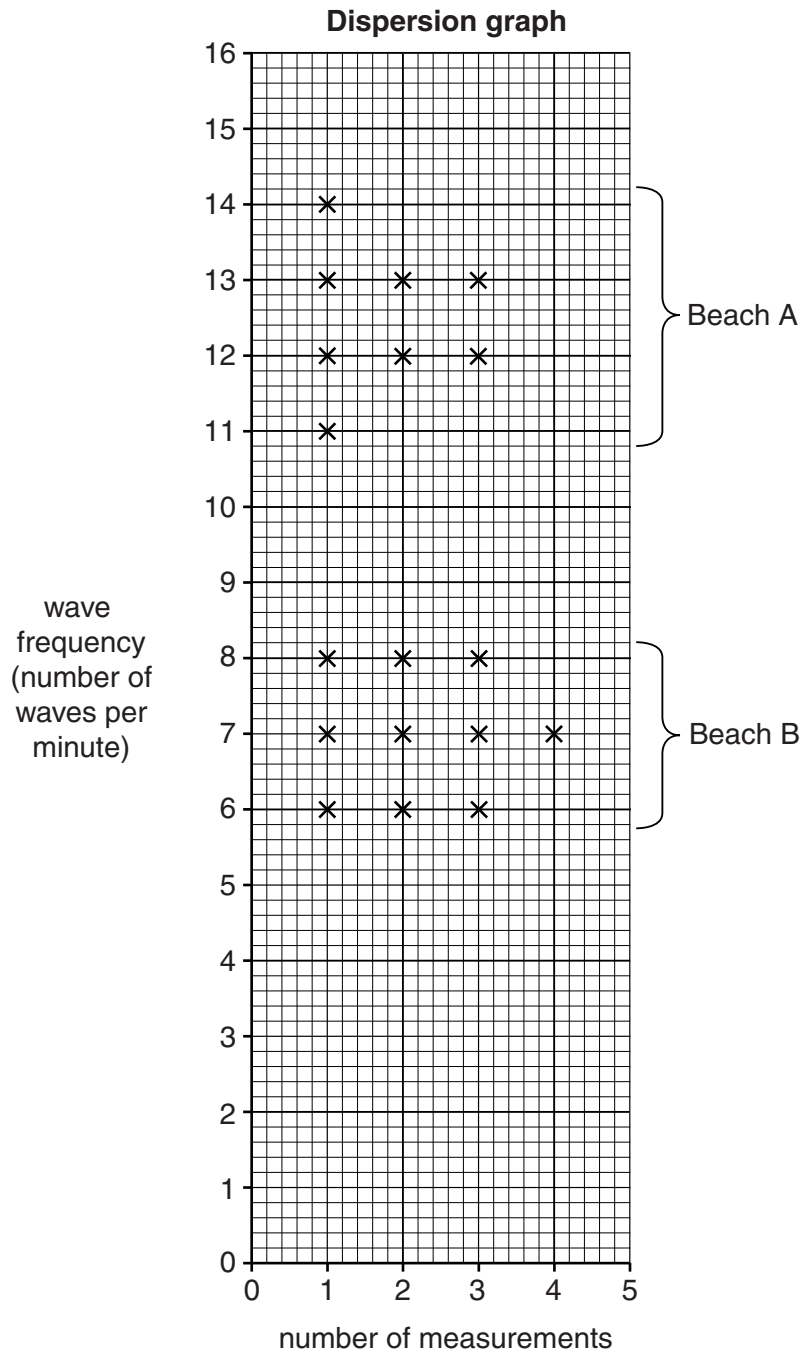 Dispersion graph
16
15
14
13
12
11
10
9
8
7
6
5
4
3
2
1
0
Beach A
Beach B
wave
frequency
(number of
waves per
minute)
0 1 2 3 4 5
number of measurements